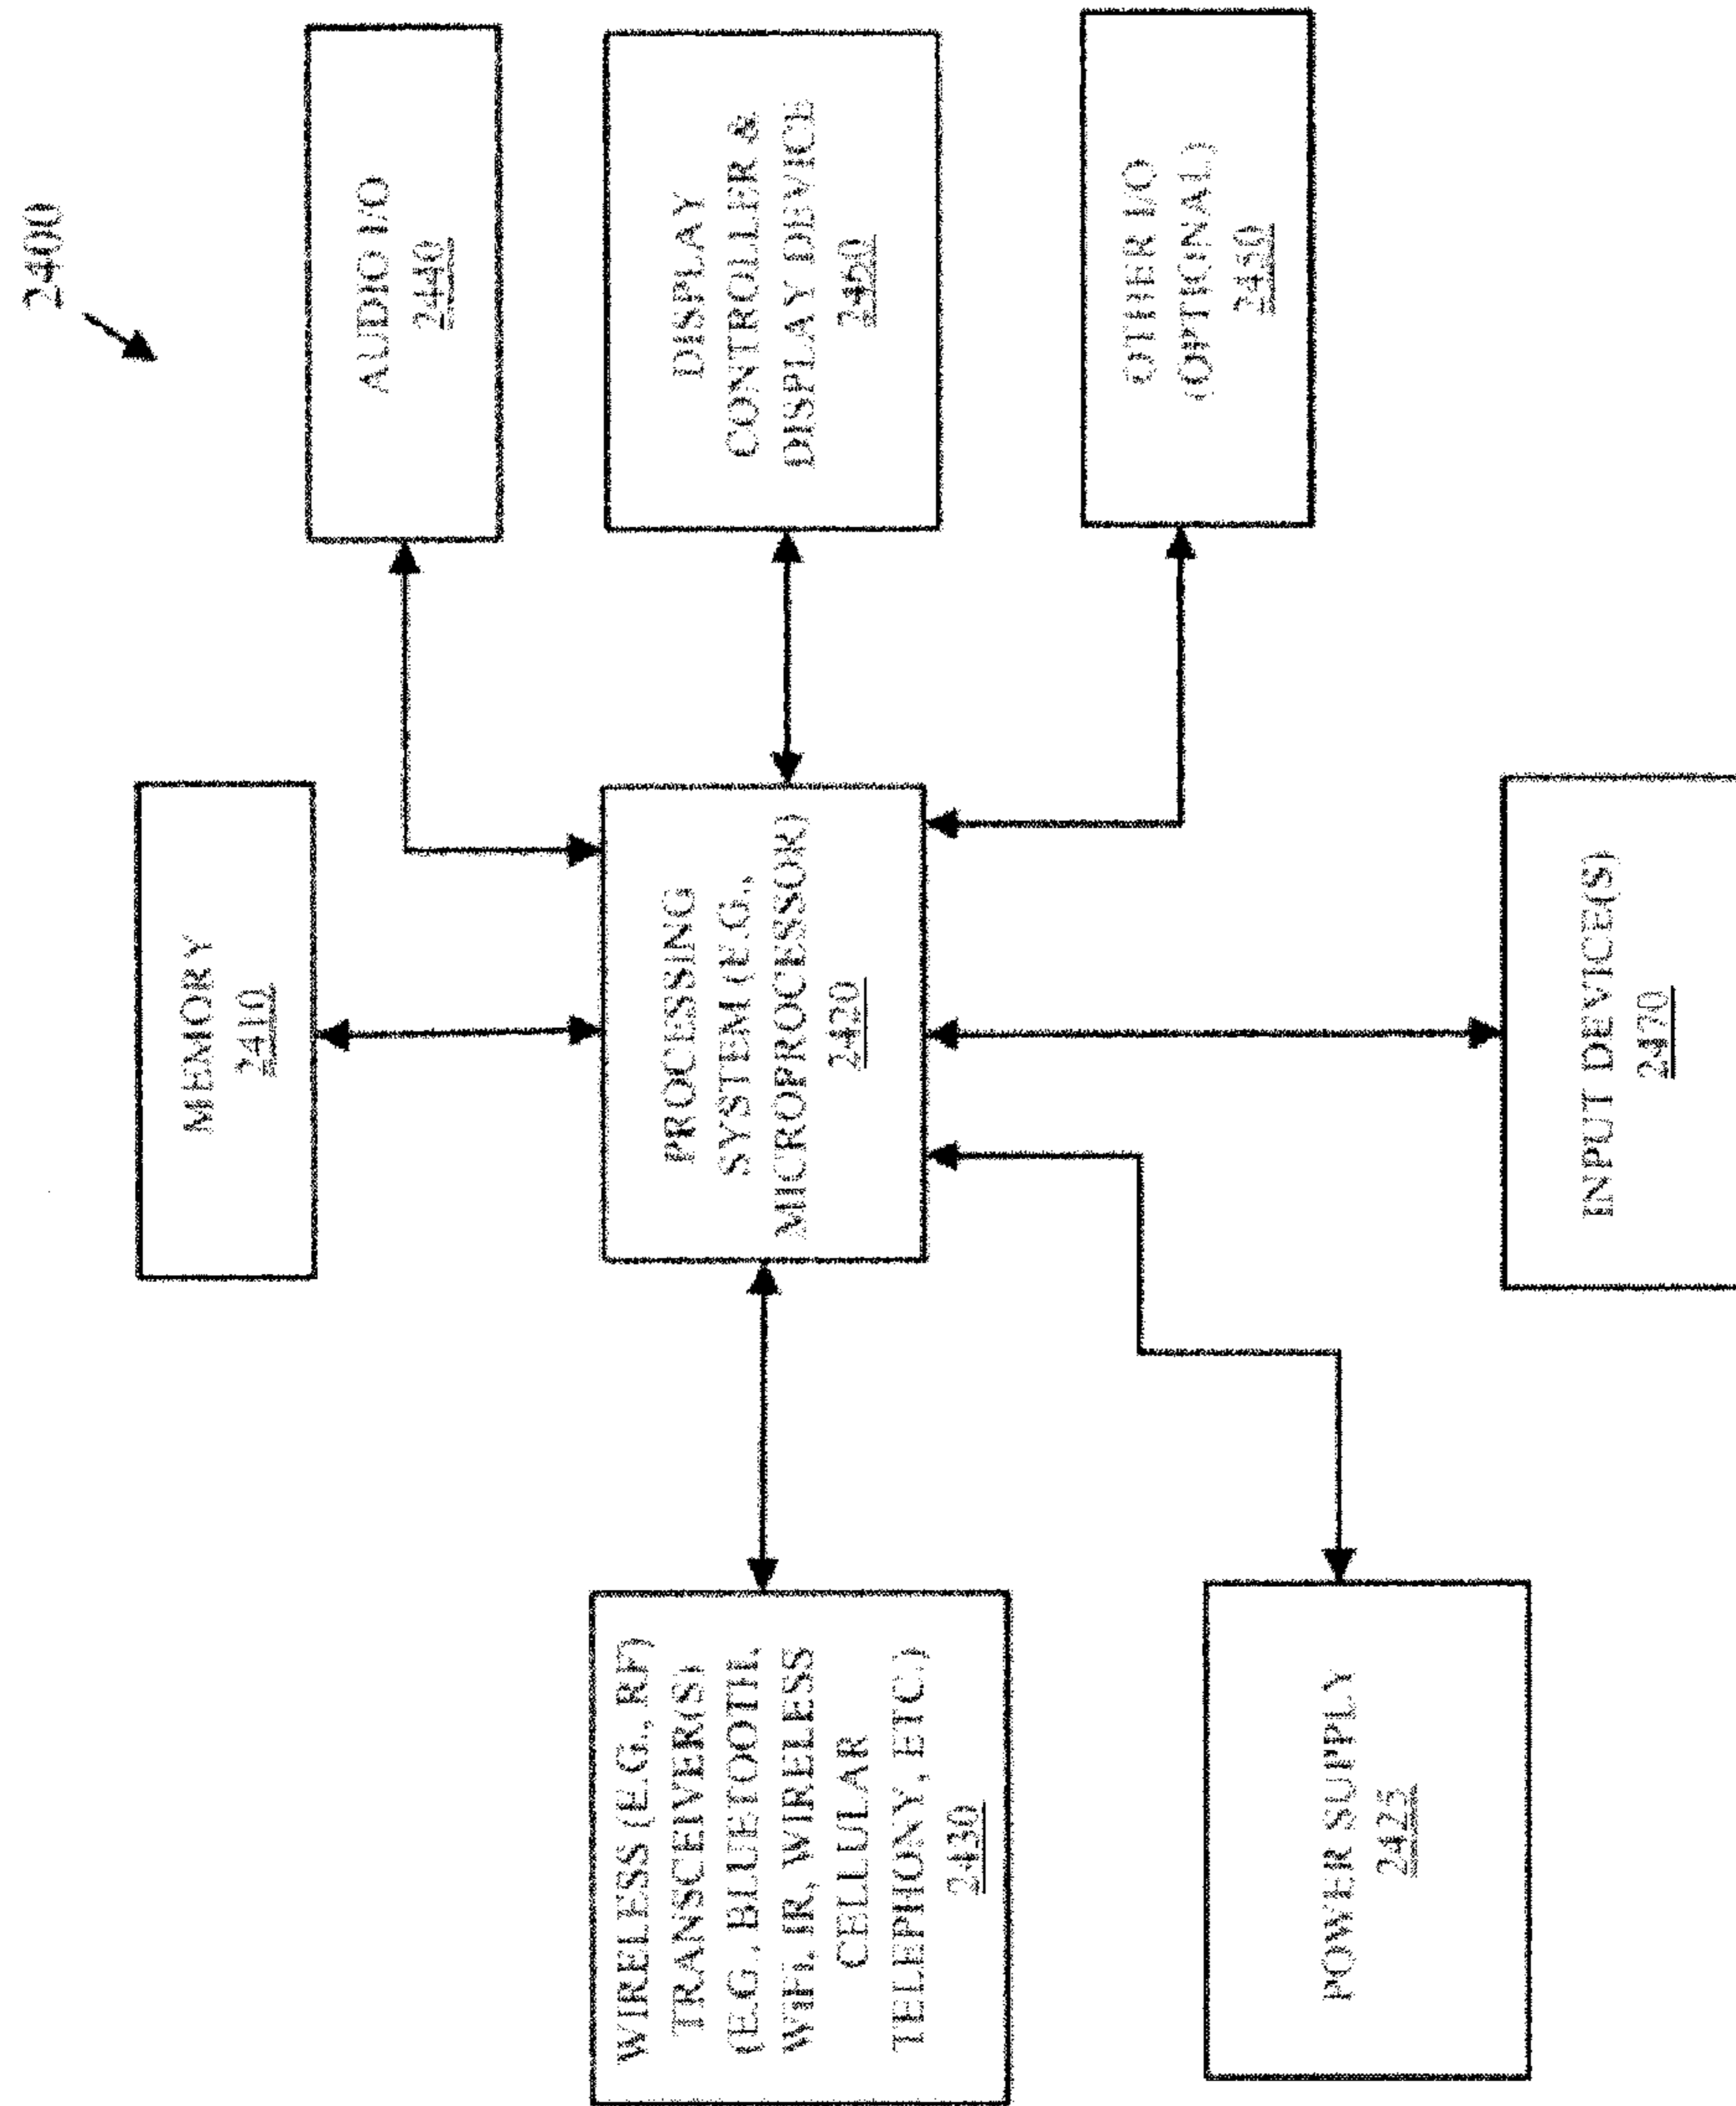 2400
MEMORY
2410
AUDIO I/O
2440
WIRELESS (E.G., RF)
TRANSCEIVER(S)
(E.G., BLUETOOTH,
WIFI, IR, WIRELESS
CELLULAR
TELEPHONY, ETC.)
2430
PROCESSING
SYSTEM (E.G.,
MICROPROCESSOR)
2420
DISPLAY
CONTROLLER &
DISPLAY DEVICE
2460
OTHER I/O
(OPTIONAL)
2450
POWER SUPPLY
2425
INPUT DEVICE(S)
2470